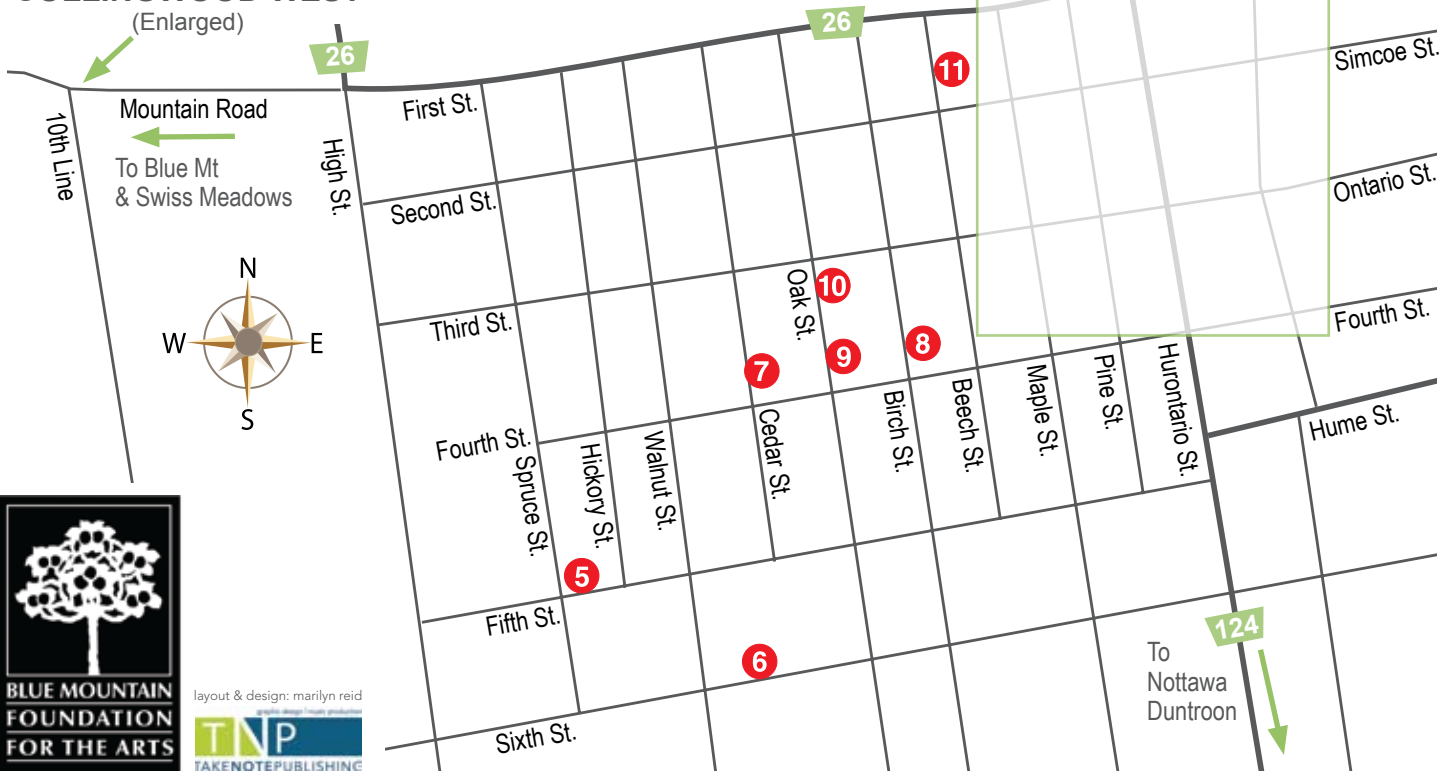 (Enlarged)
26
26
11
Simcoe St.
First St.
Mountain Road
10th Line
High St.
To Blue Mt
& Swiss Meadows
Second St.
Ontario St.
N
W
E
S
Third St.
Oak St.
10
9
8
7
Fourth St.
Hurontario St.
Pine St.
Maple St.
Beech St.
Birch St.
Cedar St.
Hume St.
Fourth St.
Spruce St.
Hickory St.
Walnut St.
5
Fifth St.
6
124
To
Nottawa
Duntroon
Sixth St.
BLUE MOUNTAIN
FOUNDATION
FOR THE ARTS
layout & design: marilyn reid
graphic design | music production
TNP
TAKENOTEPUBLISHING